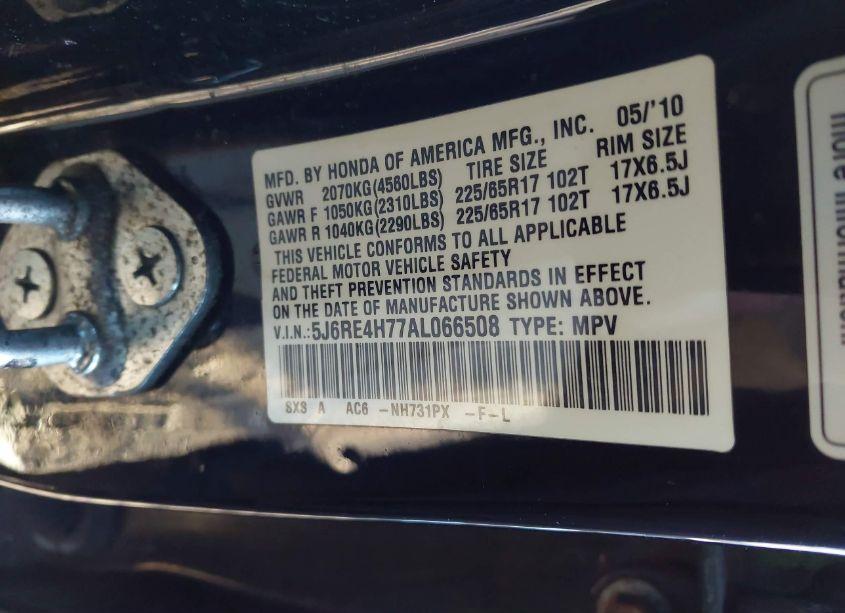 MFD. BY HONDA OF AMERICA MFG., INC. 05/'10
GVWR 2070KG(4560LBS) TIRE SIZE RIM SIZE
GAWR F 1050KG(2310LBS) 225/65R17 102T 17X6.5J
GAWR R 1040KG(2290LBS) 225/65R17 102T 17X6.5J
THIS VEHICLE CONFORMS TO ALL APPLICABLE
FEDERAL MOTOR VEHICLE SAFETY
AND THEFT PREVENTION STANDARDS IN EFFECT
ON THE DATE OF MANUFACTURE SHOWN ABOVE.
V.I.N.:5J6RE4H77AL066508 TYPE: MPV
SXS A AC6 -NH731PX -F-L
more information.